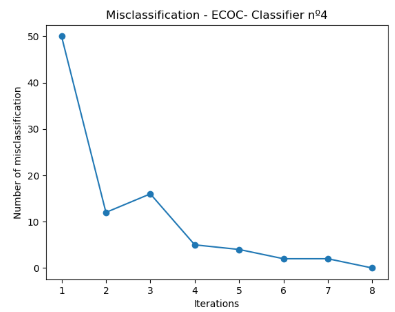 Misclassification - ECOC- Classifier nº4
Number of misclassification
50
40
30
20
10
0
1 2 3 4 5 6 7 8
Iterations